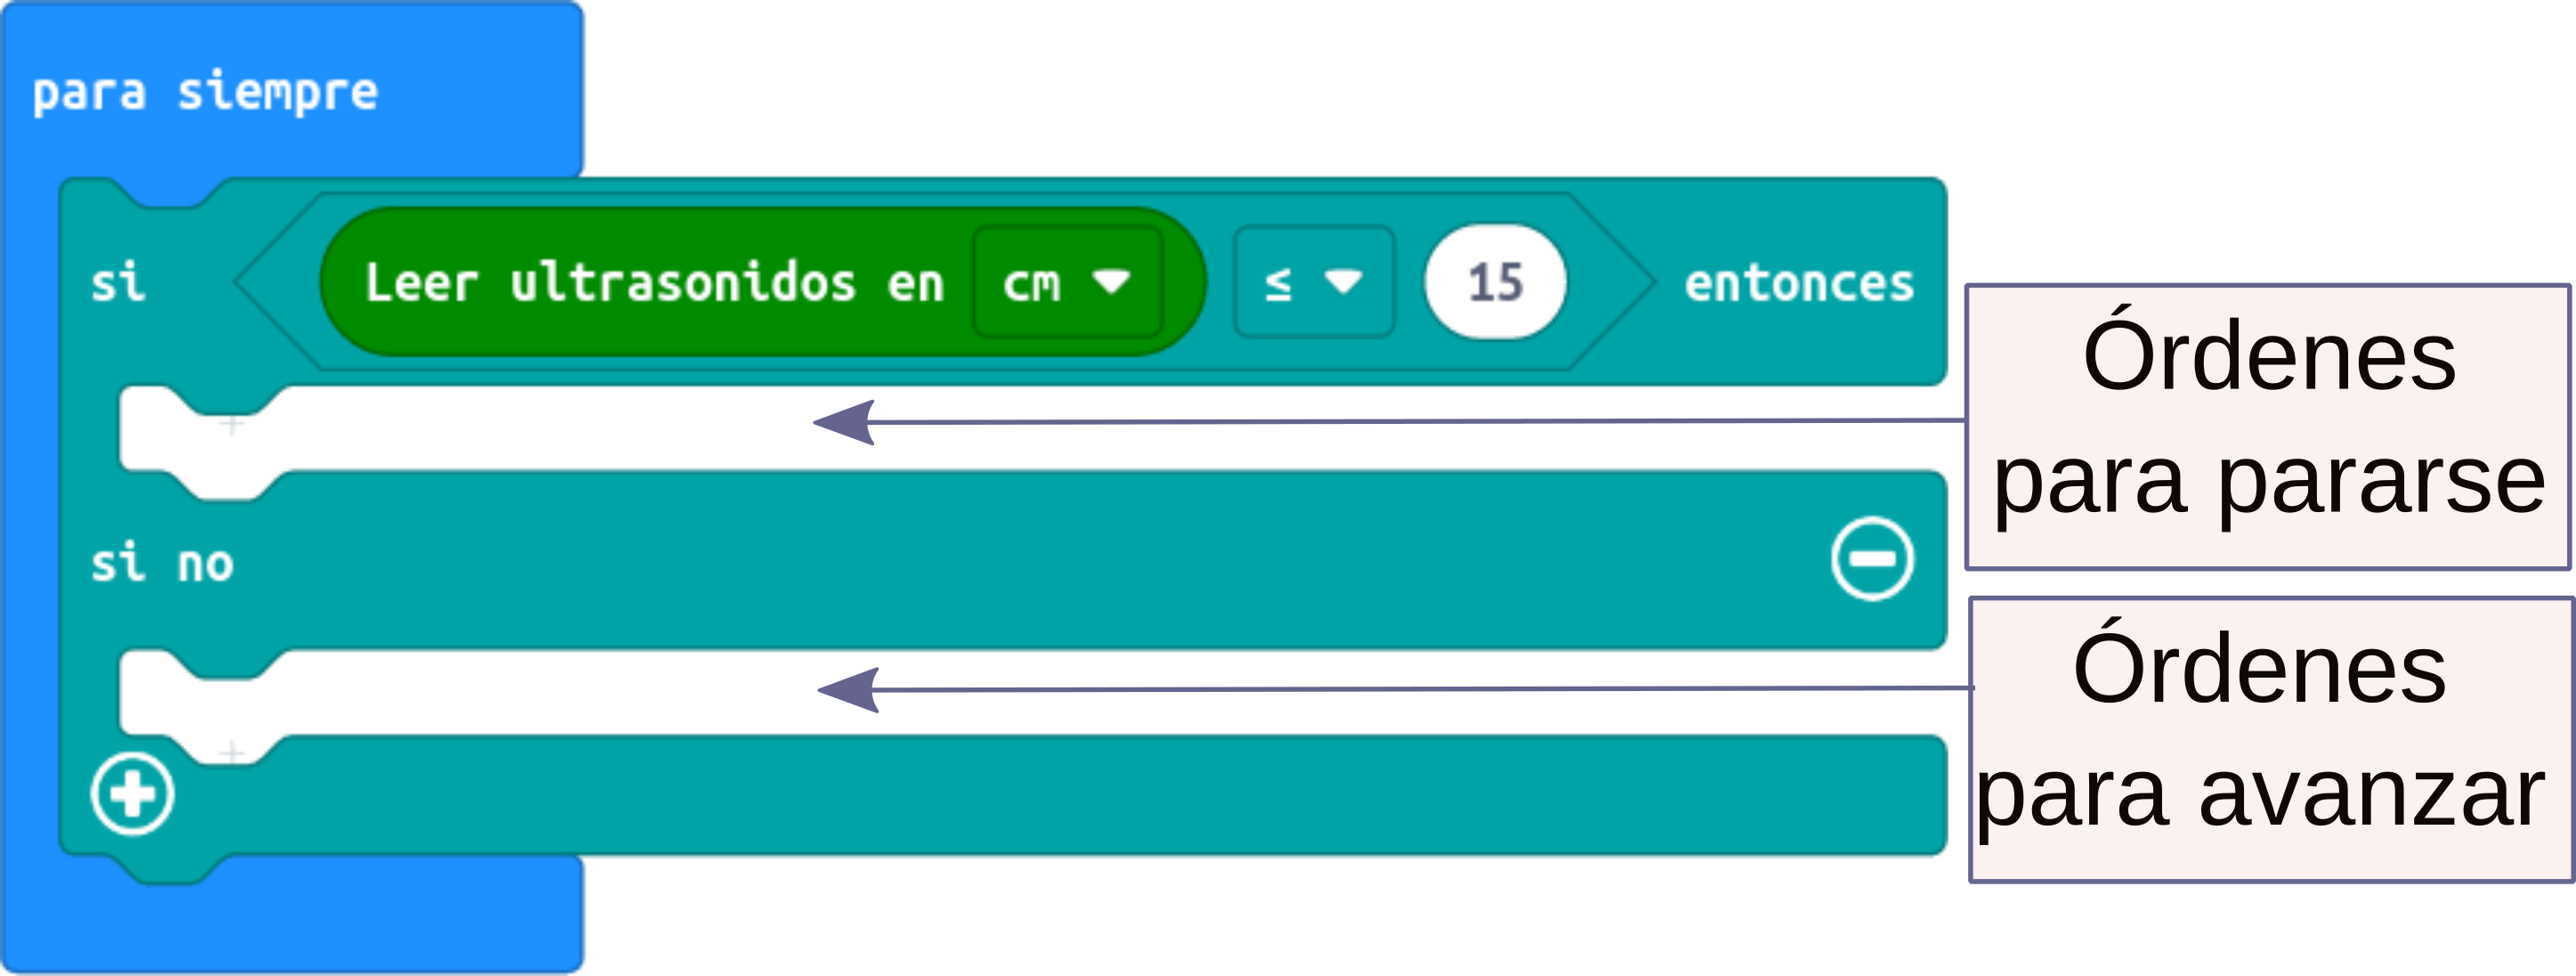 para siempre
si Leer ultrasonidos en cm ≤ 15 entonces
Órdenes
para pararse
si no
Órdenes
para avanzar